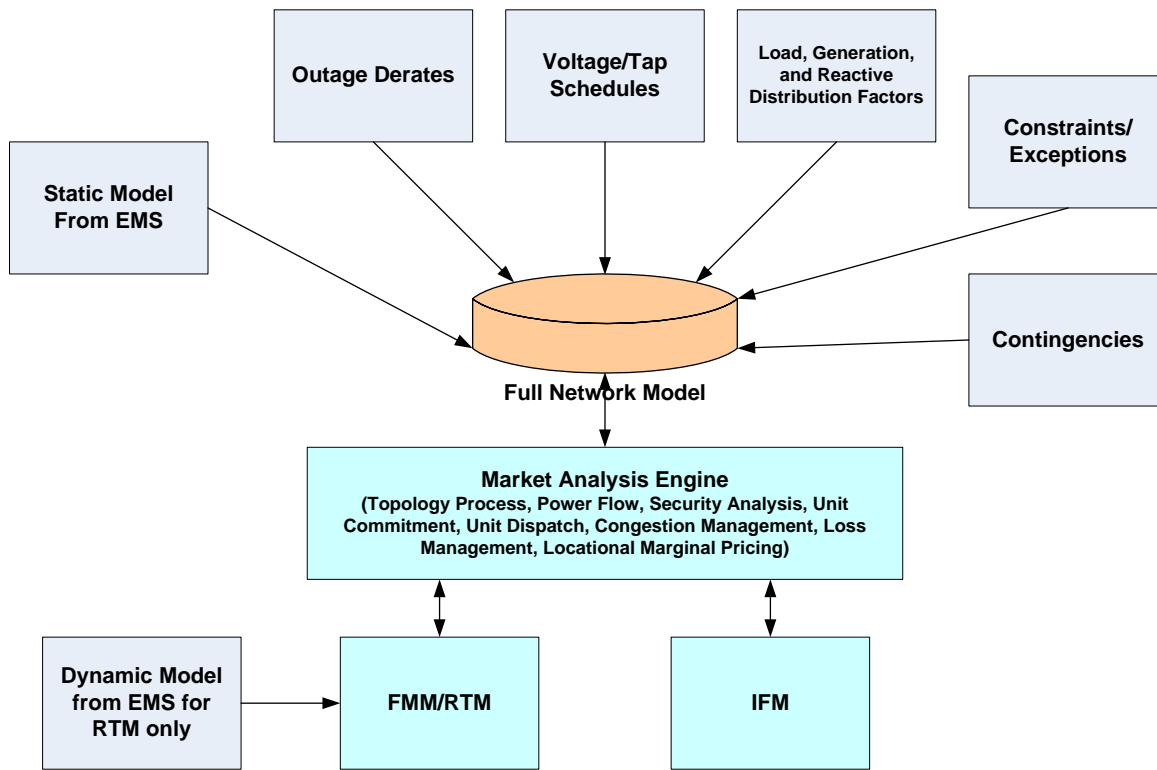 Outage Derates
Voltage/Tap
Schedules
Load, Generation,
and Reactive
Distribution Factors
Constraints/
Exceptions
Static Model
From EMS
Contingencies
Full Network Model
Market Analysis Engine
(Topology Process, Power Flow, Security Analysis, Unit
Commitment, Unit Dispatch, Congestion Management, Loss
Management, Locational Marginal Pricing)
Dynamic Model
from EMS for
RTM only
FMM/RTM
IFM